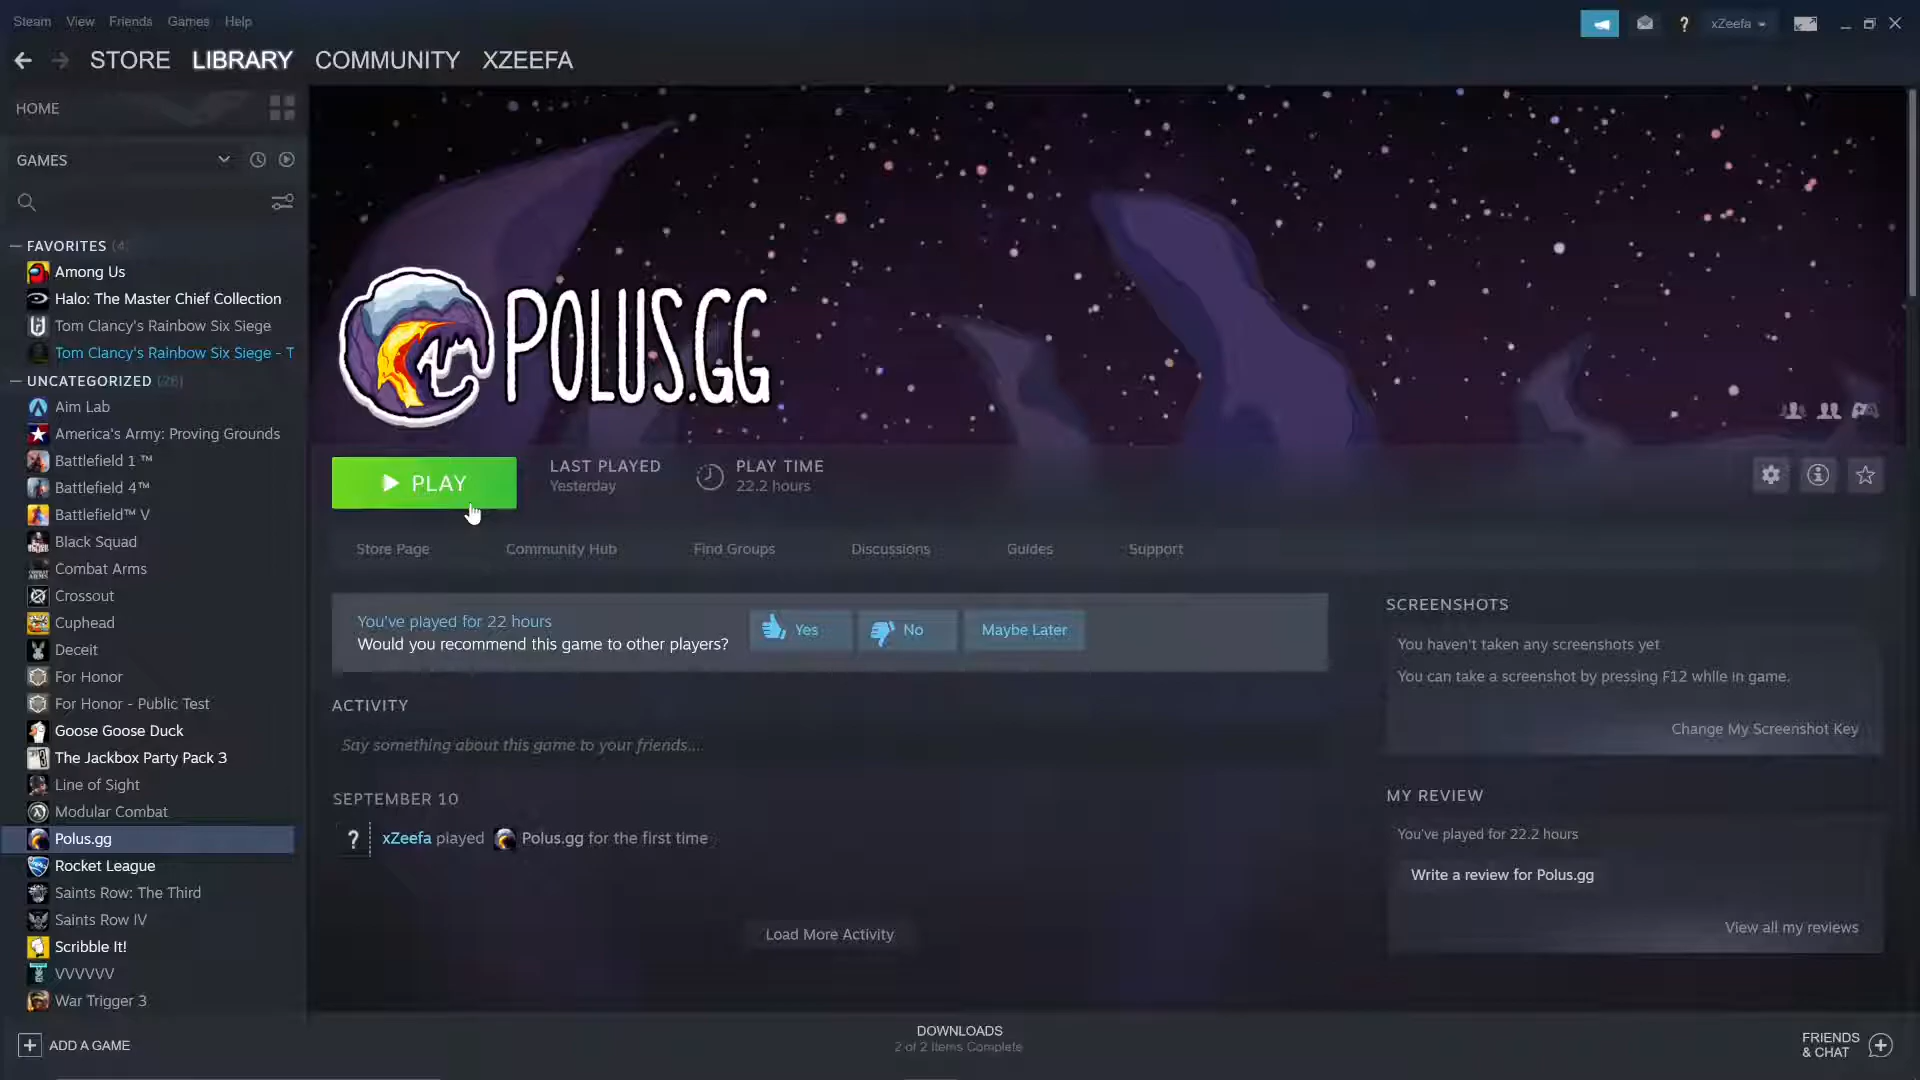 Steam View Friends Games Help
xZeefa
STORE LIBRARY COMMUNITY XZEEFA
HOME
GAMES
FAVORITES (4)
Among Us
Halo: The Master Chief Collection
Tom Clancy's Rainbow Six Siege
Tom Clancy's Rainbow Six Siege - T
UNCATEGORIZED (26)
Aim Lab
America's Army: Proving Grounds
Battlefield 1 ™
Battlefield 4™
Battlefield™ V
Black Squad
Combat Arms
Crossout
Cuphead
Deceit
For Honor
For Honor - Public Test
Goose Goose Duck
The Jackbox Party Pack 3
Line of Sight
Modular Combat
Polus.gg
Rocket League
Saints Row: The Third
Saints Row IV
Scribble It!
VVVVVV
War Trigger 3
ADD A GAME
POLUS.GG
PLAY
LAST PLAYED
Yesterday
PLAY TIME
22.2 hours
Store Page Community Hub Find Groups Discussions Guides Support
You've played for 22 hours
Would you recommend this game to other players?
Yes No Maybe Later
ACTIVITY
Say something about this game to your friends...
SEPTEMBER 10
? xZeefa played Polus.gg for the first time
Load More Activity
SCREENSHOTS
You haven't taken any screenshots yet
You can take a screenshot by pressing F12 while in game.
Change My Screenshot Key
MY REVIEW
You've played for 22.2 hours
Write a review for Polus.gg
View all my reviews
DOWNLOADS
2 of 2 Items Complete
FRIENDS
& CHAT